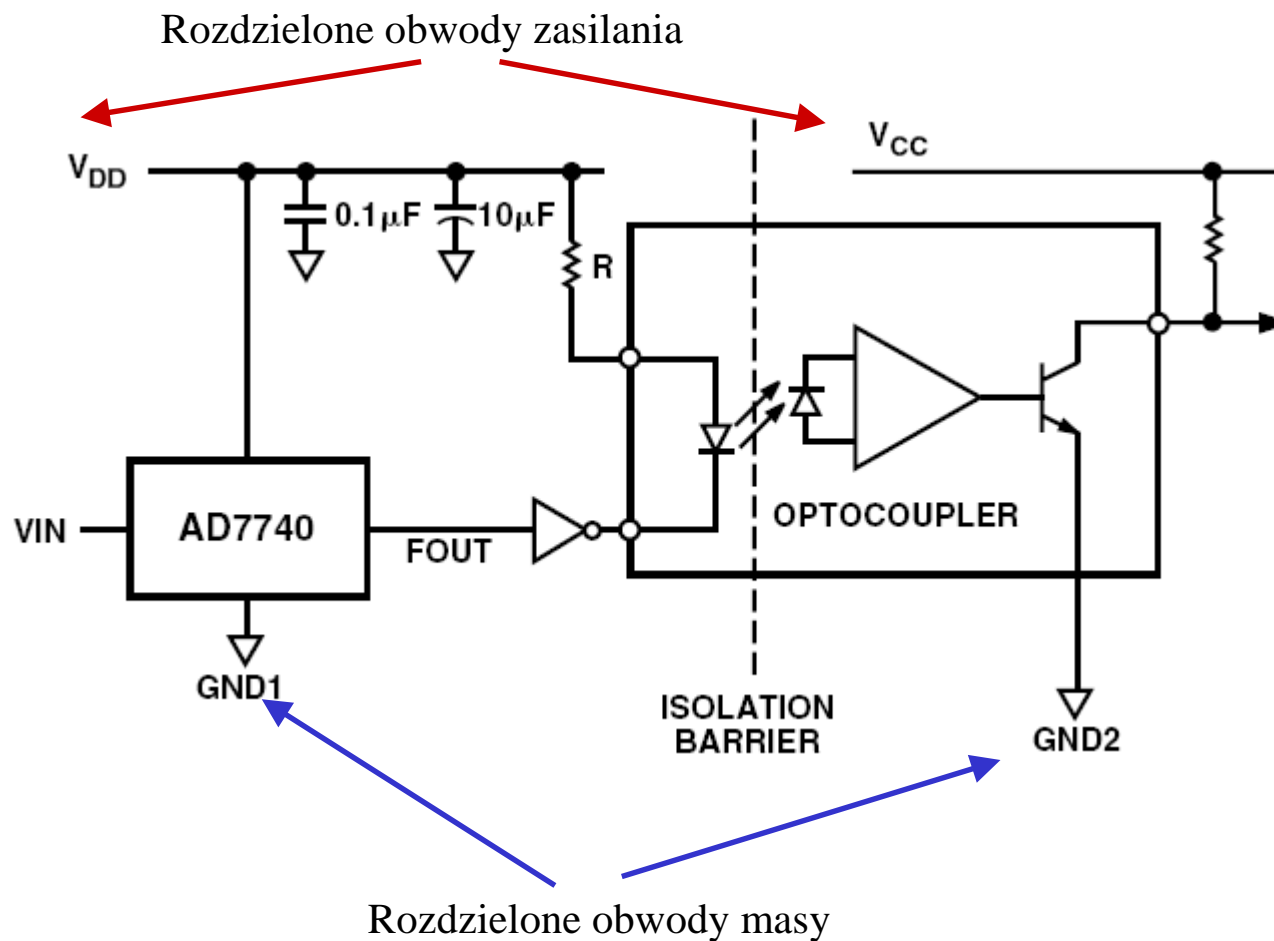 Rozdzielone obwody zasilania
VDD
VCC
0.1μF
10μF
R
VIN
AD7740
FOUT
OPTOCOUPLER
GND1
ISOLATION
BARRIER
GND2
Rozdzielone obwody masy